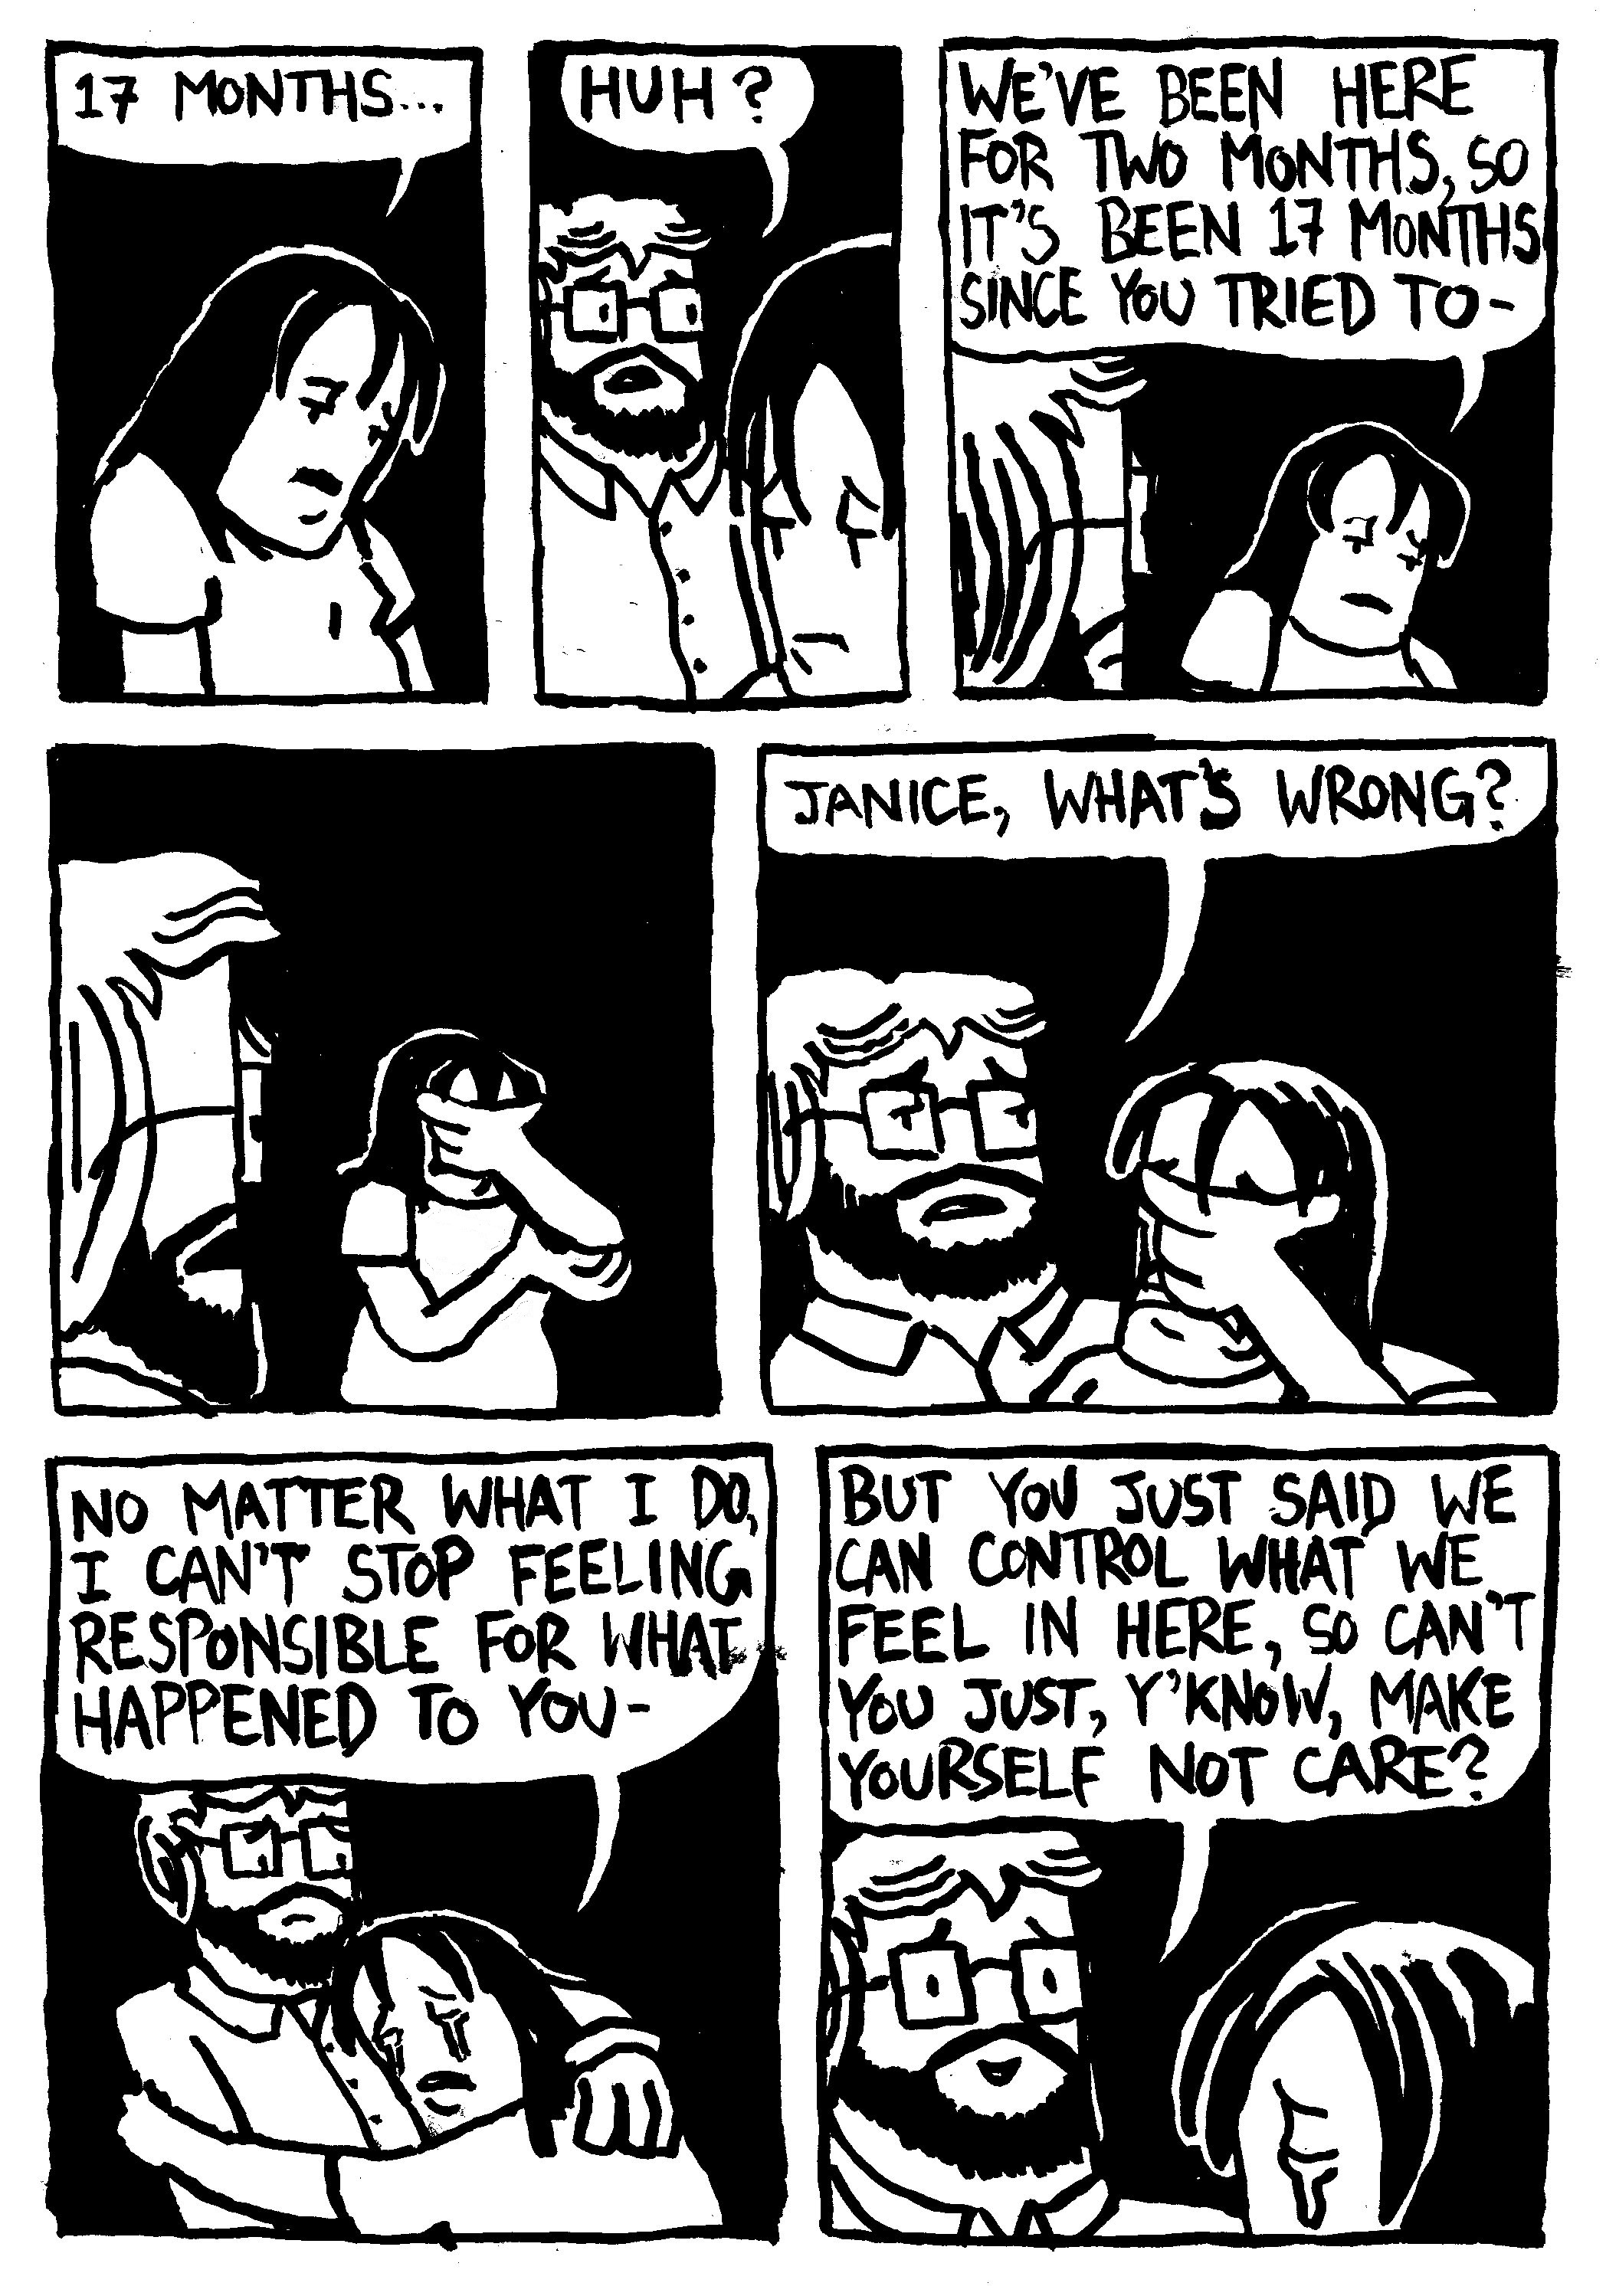 17 MONTHS...
HUH?
WE'VE BEEN HERE
FOR TWO MONTHS, SO
IT'S BEEN 17 MONTHS
SINCE YOU TRIED TO-
JANICE, WHAT'S WRONG?
NO MATTER WHAT I DO,
I CAN'T STOP FEELING
RESPONSIBLE FOR WHAT
HAPPENED TO YOU-
BUT YOU JUST SAID WE
CAN CONTROL WHAT WE
FEEL IN HERE, SO CAN'T
YOU JUST, Y'KNOW, MAKE
YOURSELF NOT CARE?